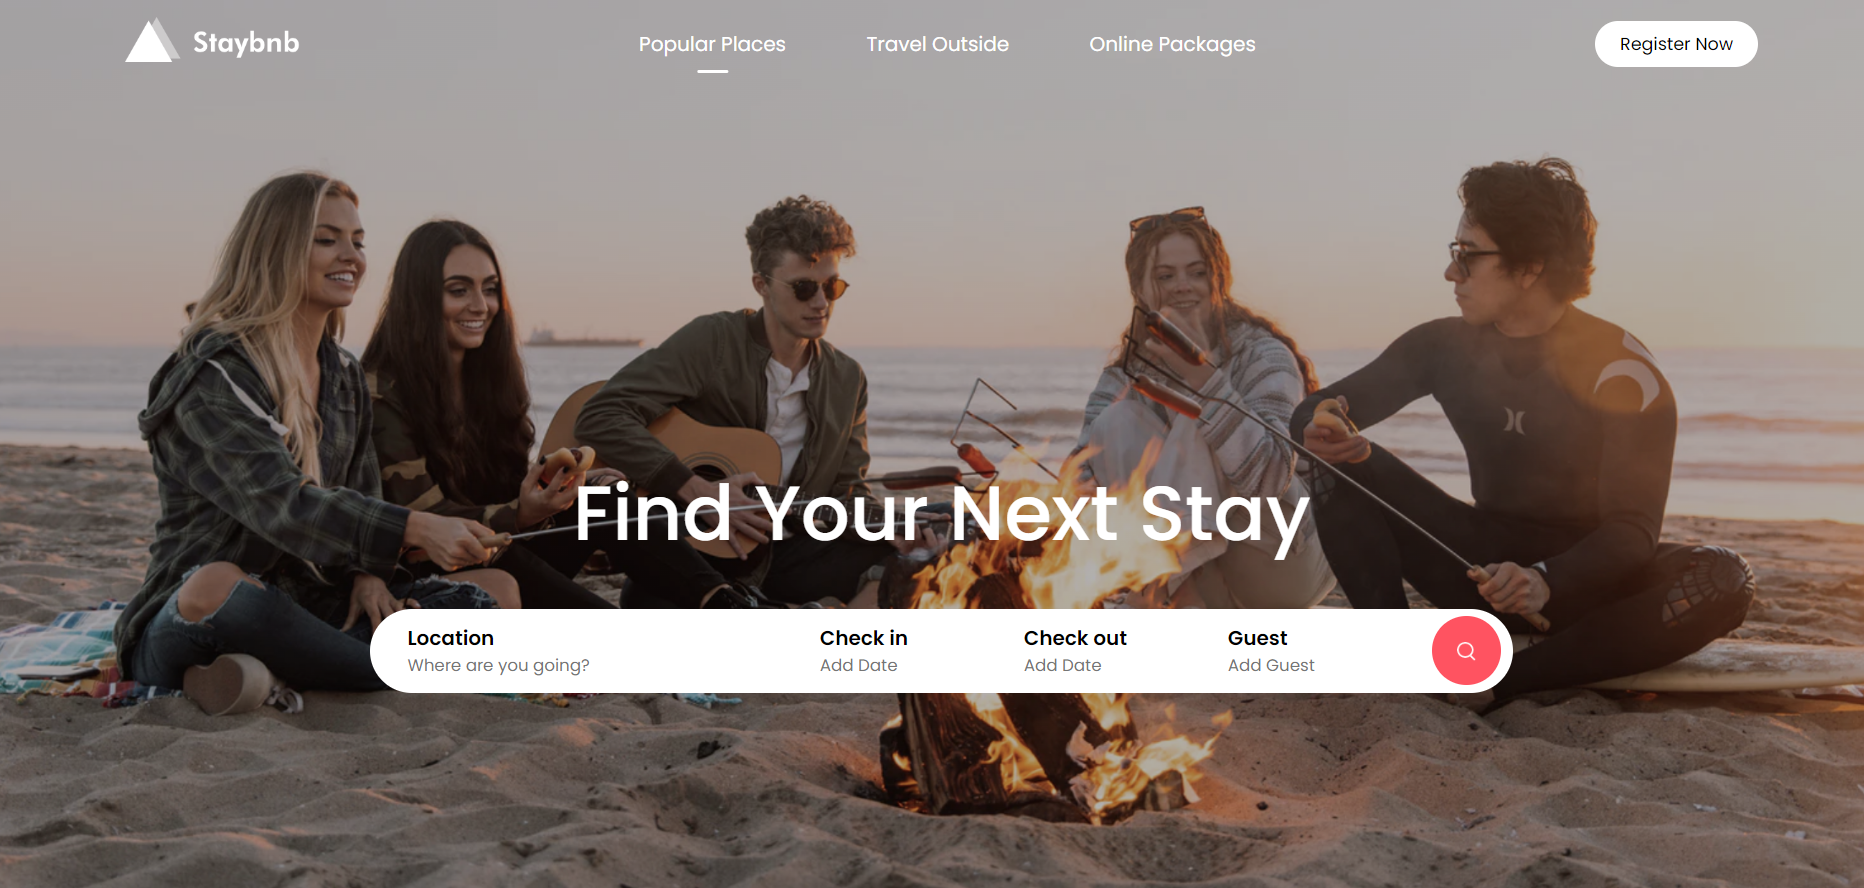 Staybnb
Popular Places
Travel Outside
Online Packages
Register Now
Find Your Next Stay
Location
Where are you going?
Check in
Add Date
Check out
Add Date
Guest
Add Guest